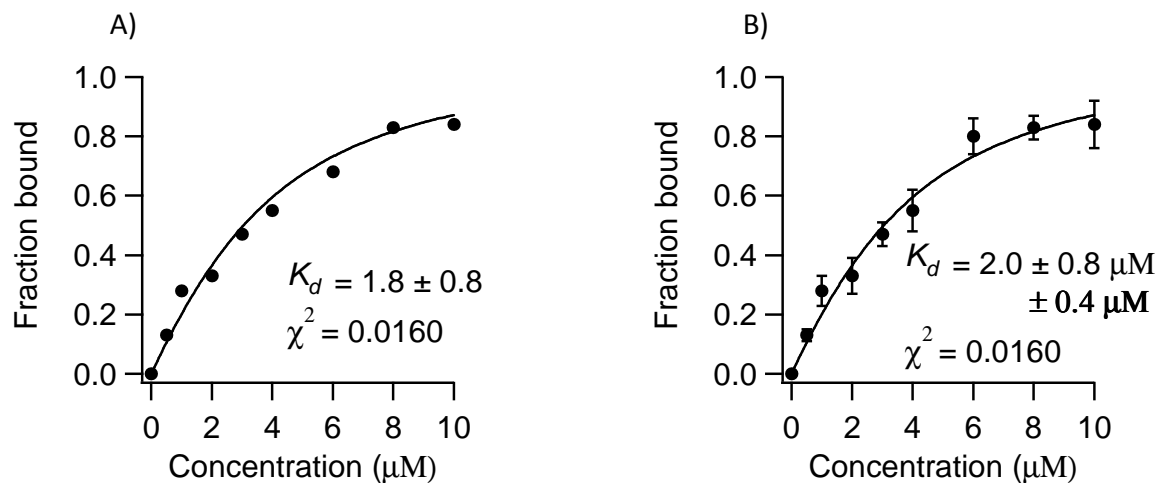 A)
1.0
0.8
0.6
0.4
0.2
0.0
Fraction bound
K_d = 1.8 ± 0.8
χ² = 0.0160
0 2 4 6 8 10
Concentration (μM)
B)
1.0
0.8
0.6
0.4
0.2
0.0
Fraction bound
K_d = 2.0 ± 0.8 μM
± 0.4 μM
χ² = 0.0160
0 2 4 6 8 10
Concentration (μM)